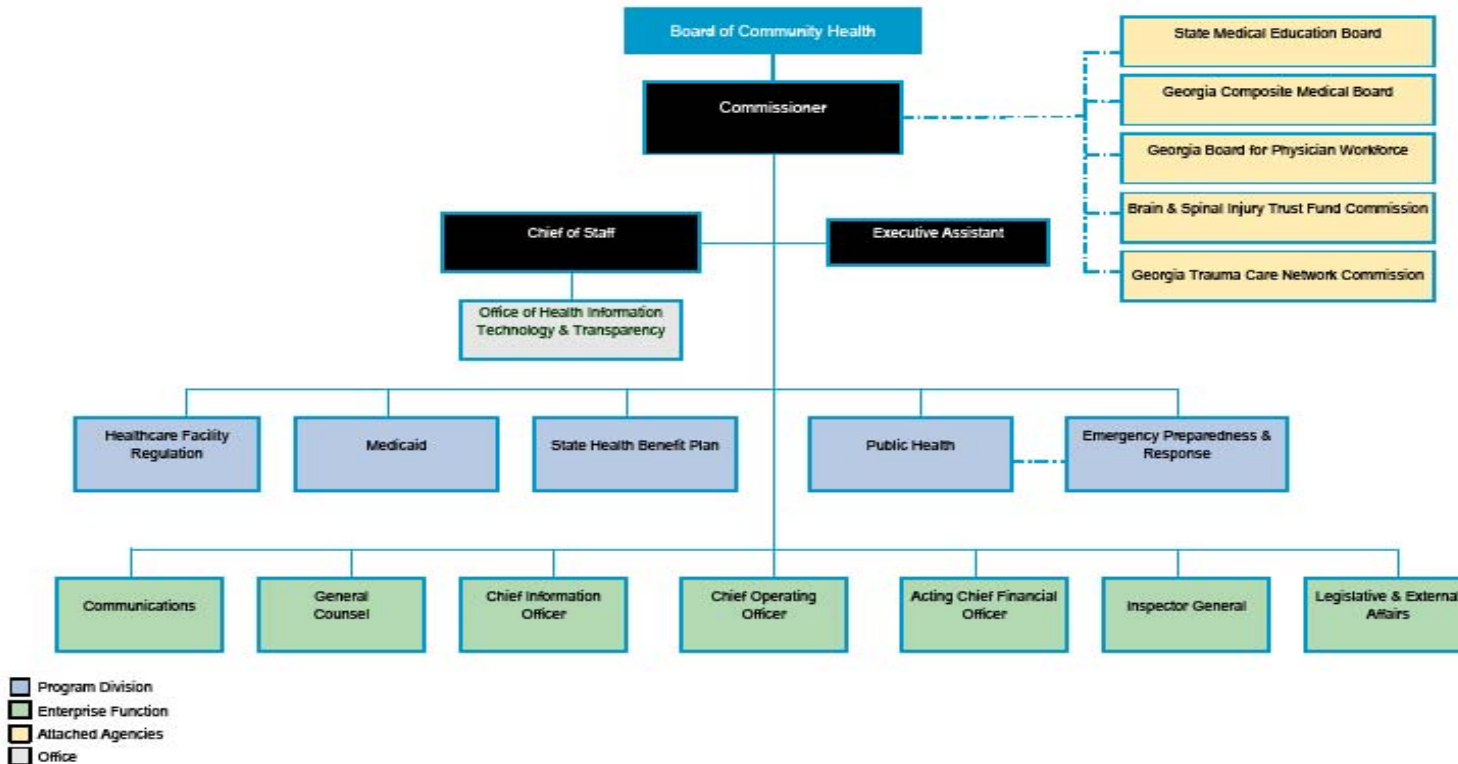 Board of Community Health
Commissioner
State Medical Education Board
Georgia Composite Medical Board
Georgia Board for Physician Workforce
Brain & Spinal Injury Trust Fund Commission
Georgia Trauma Care Network Commission
Chief of Staff
Executive Assistant
Office of Health Information
Technology & Transparency
Healthcare Facility
Regulation
Medicaid
State Health Benefit Plan
Public Health
Emergency Preparedness &
Response
Communications
General
Counsel
Chief Information
Officer
Chief Operating
Officer
Acting Chief Financial
Officer
Inspector General
Legislative & External
Affairs
Program Division
Enterprise Function
Attached Agencies
Office